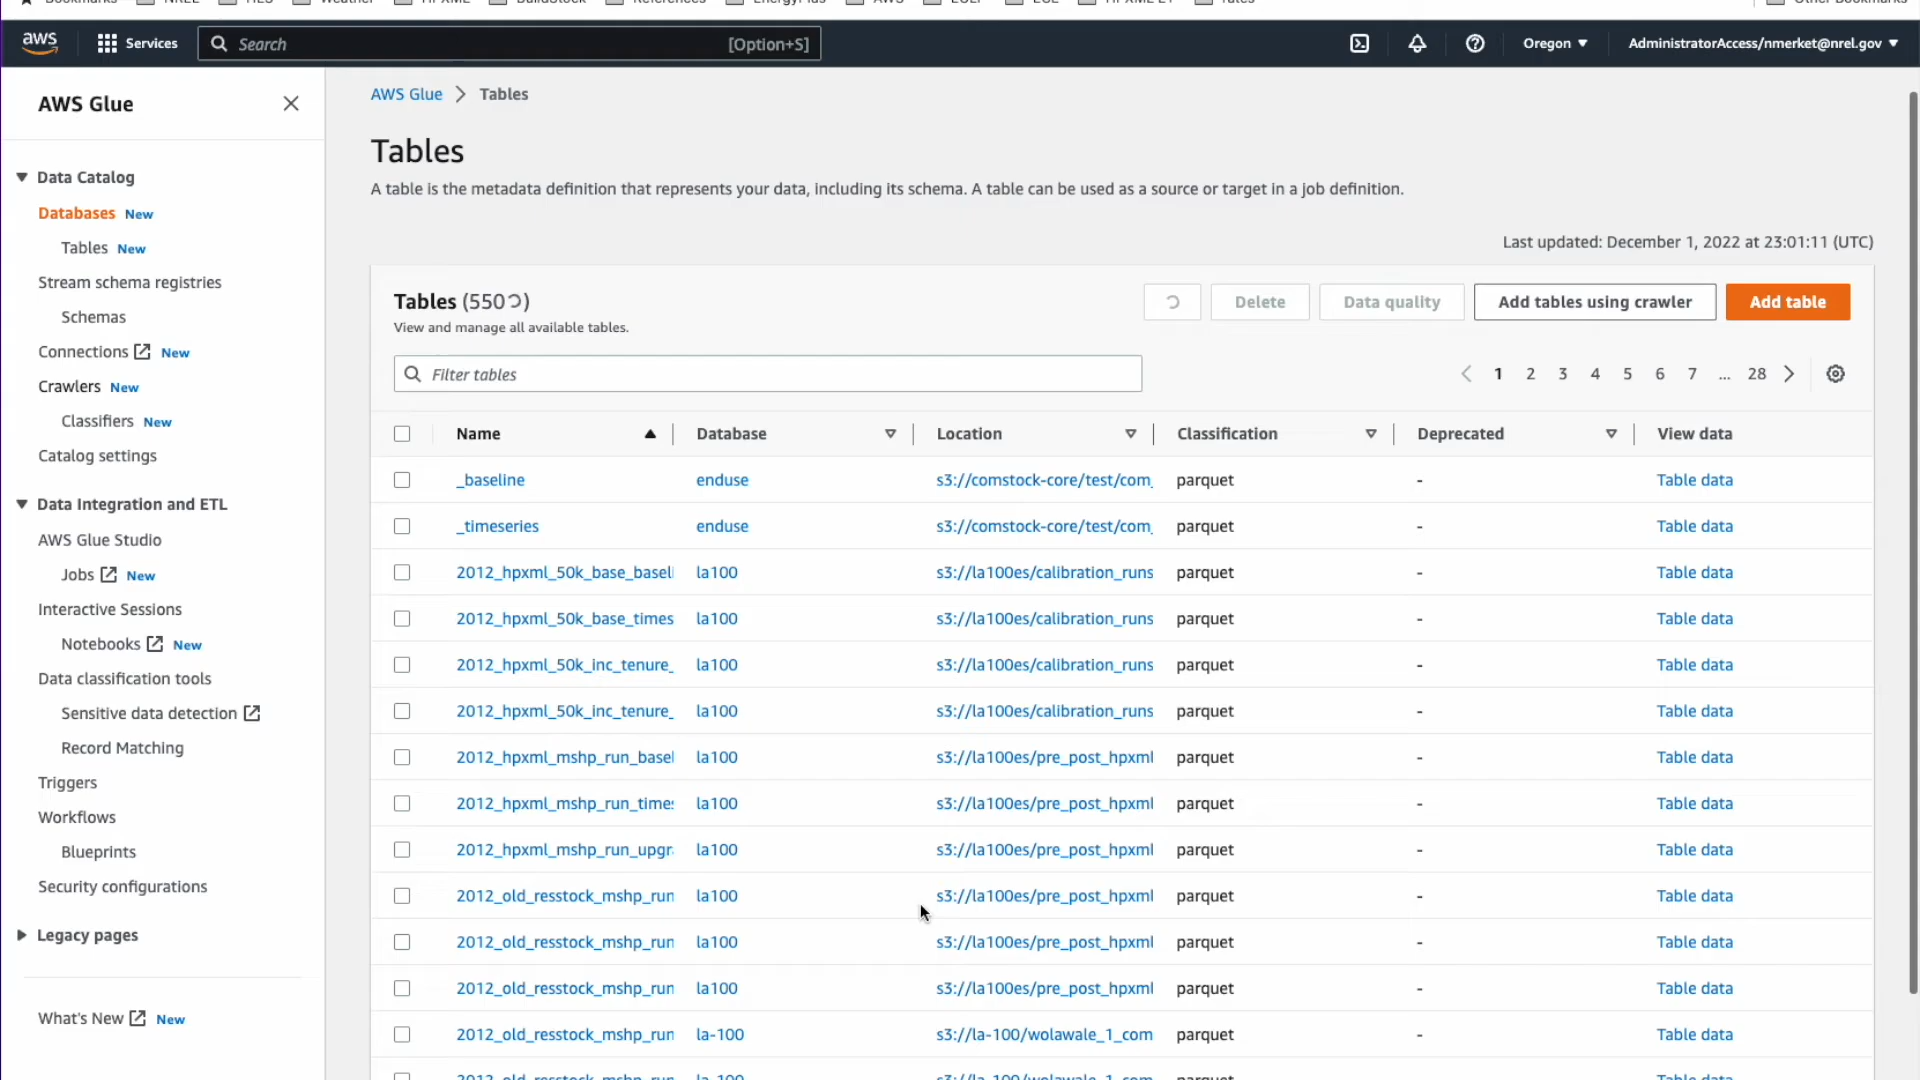 Bookmarks NREL HES Weather HPXML BuildStock References EnergyPlus AWS Other Bookmarks
aws Services Search [Option+S] Oregon AdministratorAccess/nmerket@nrel.gov
AWS Glue
Data Catalog
Databases New
Tables New
Stream schema registries
Schemas
Connections New
Crawlers New
Classifiers New
Catalog settings
Data Integration and ETL
AWS Glue Studio
Jobs New
Interactive Sessions
Notebooks New
Data classification tools
Sensitive data detection
Record Matching
Triggers
Workflows
Blueprints
Security configurations
Legacy pages
What's New New
AWS Glue > Tables
Tables
A table is the metadata definition that represents your data, including its schema. A table can be used as a source or target in a job definition.
Last updated: December 1, 2022 at 23:01:11 (UTC)
Tables (550)
View and manage all available tables.
Delete Data quality Add tables using crawler Add table
Filter tables
1 2 3 4 5 6 7 ... 28
Name Database Location Classification Deprecated View data
_baseline enduse s3://comstock-core/test/com_ parquet - Table data
_timeseries enduse s3://comstock-core/test/com_ parquet - Table data
2012_hpxml_50k_base_baseli la100 s3://la100es/calibration_runs parquet - Table data
2012_hpxml_50k_base_times la100 s3://la100es/calibration_runs parquet - Table data
2012_hpxml_50k_inc_tenure_ la100 s3://la100es/calibration_runs parquet - Table data
2012_hpxml_50k_inc_tenure_ la100 s3://la100es/calibration_runs parquet - Table data
2012_hpxml_mshp_run_basel la100 s3://la100es/pre_post_hpxml parquet - Table data
2012_hpxml_mshp_run_times la100 s3://la100es/pre_post_hpxml parquet - Table data
2012_hpxml_mshp_run_upgr la100 s3://la100es/pre_post_hpxml parquet - Table data
2012_old_resstock_mshp_run la100 s3://la100es/pre_post_hpxml parquet - Table data
2012_old_resstock_mshp_run la100 s3://la100es/pre_post_hpxml parquet - Table data
2012_old_resstock_mshp_run la100 s3://la100es/pre_post_hpxml parquet - Table data
2012_old_resstock_mshp_run la-100 s3://la-100/wolawale_1_com parquet - Table data
2012_old_resstock_mshp_run la-100 s3://la-100/wolawale_1_com parquet Table data